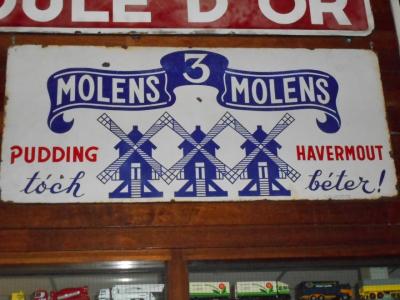 OULE D'OR
MOLENS 3 MOLENS
PUDDING HAVERMOUT
tóch béter!